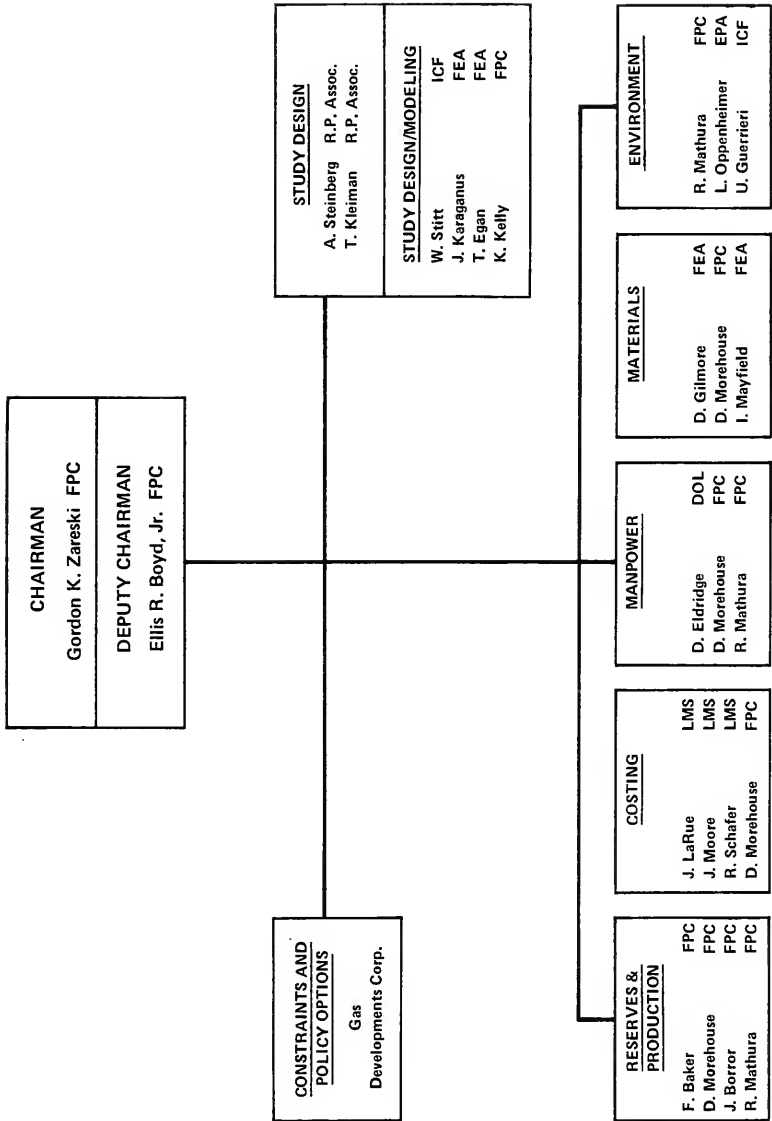 CHAIRMAN
Gordon K. Zareski FPC
DEPUTY CHAIRMAN
Ellis R. Boyd, Jr. FPC
CONSTRAINTS AND
POLICY OPTIONS
Gas
Developments Corp.
STUDY DESIGN
A. Steinberg R.P. Assoc.
T. Kleiman R.P. Assoc.
STUDY DESIGN/MODELING
W. Stitt ICF
J. Karaganus FEA
T. Egan FEA
K. Kelly FPC
RESERVES &
PRODUCTION
F. Baker FPC
D. Morehouse FPC
J. Borror FPC
R. Mathura FPC
COSTING
J. LaRue LMS
J. Moore LMS
R. Schafer LMS
D. Morehouse FPC
MANPOWER
D. Eldridge DOL
D. Morehouse FPC
R. Mathura FPC
MATERIALS
D. Gilmore FEA
D. Morehouse FPC
I. Mayfield FEA
ENVIRONMENT
R. Mathura FPC
L. Oppenheimer EPA
U. Guerrieri ICF